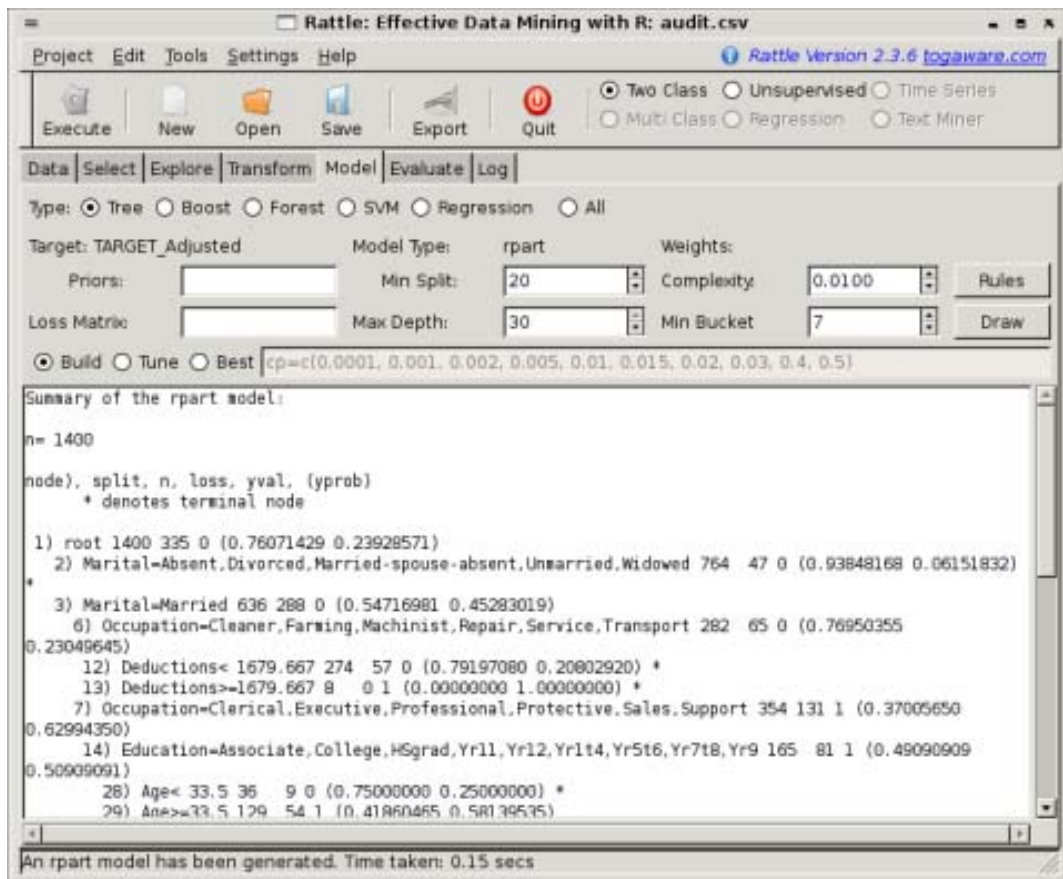 Rattle: Effective Data Mining with R: audit.csv
Project Edit Tools Settings Help
Rattle Version 2.3.6 togaware.com
Execute New Open Save Export Quit
Two Class Unsupervised Time Series
Multi Class Regression Text Miner
Data Select Explore Transform Model Evaluate Log
Type: Tree Boost Forest SVM Regression All
Target: TARGET_Adjusted Model Type: rpart Weights:
Priors: Min Split: 20 Complexity: 0.0100 Rules
Loss Matrix: Max Depth: 30 Min Bucket 7 Draw
Build Tune Best cp=c(0.0001, 0.001, 0.002, 0.005, 0.01, 0.015, 0.02, 0.03, 0.4, 0.5)
Summary of the rpart model:
n= 1400
node), split, n, loss, yval, (yprob)
* denotes terminal node
1) root 1400 335 0 (0.76071429 0.23928571)
2) Marital=Absent,Divorced,Married-spouse-absent,Unmarried,Widowed 764 47 0 (0.93848168 0.06151832)
*
3) Marital=Married 636 288 0 (0.54716981 0.45283019)
6) Occupation=Cleaner,Farming,Machinist,Repair,Service,Transport 282 65 0 (0.76950355
0.23049645)
12) Deductions< 1679.667 274 57 0 (0.79197080 0.20802920) *
13) Deductions>=1679.667 8 0 1 (0.00000000 1.00000000) *
7) Occupation=Clerical,Executive,Professional,Protective,Sales,Support 354 131 1 (0.37005650
0.62994350)
14) Education=Associate,College,HSgrad,Yr11,Yr12,Yr1t4,Yr5t6,Yr7t8,Yr9 165 81 1 (0.49090909
0.50909091)
28) Age< 33.5 36 9 0 (0.75000000 0.25000000) *
29) Age>=33.5 129 54 1 (0.41860465 0.58139535)
An rpart model has been generated. Time taken: 0.15 secs